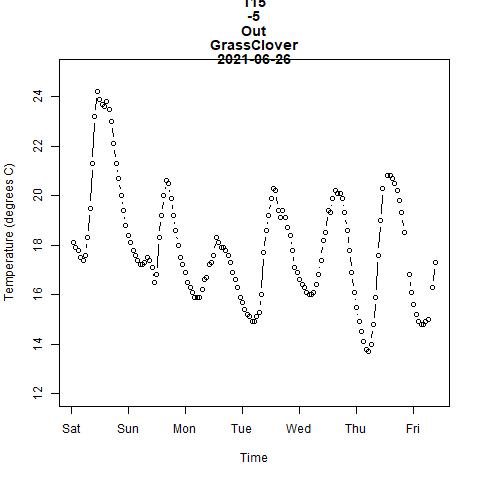 T15
-5
Out
GrassClover
2021-06-26
Temperature (degrees C)
24
22
20
18
16
14
12
Sat Sun Mon Tue Wed Thu Fri
Time